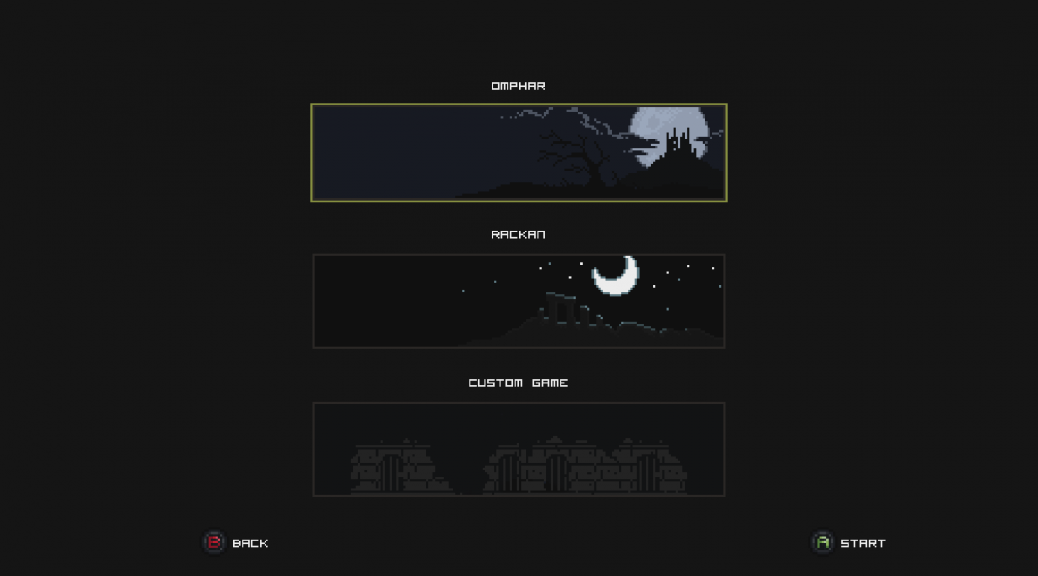 OMPHAR
RACKAN
CUSTOM GAME
B BACK
A START